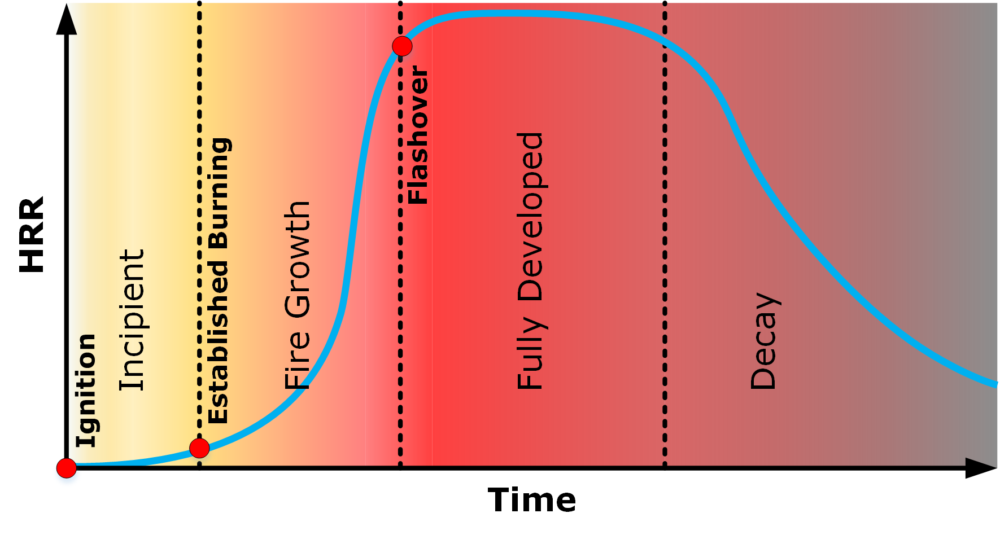 HRR
Ignition
Incipient
Established Burning
Fire Growth
Flashover
Fully Developed
Decay
Time